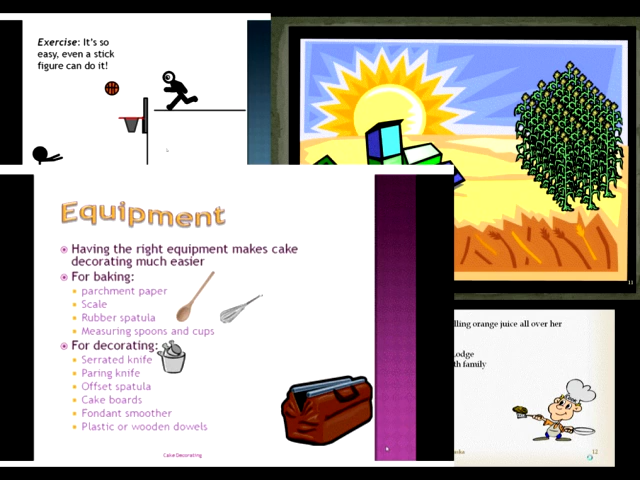 Exercise: It's so
easy, even a stick
figure can do it!
11
Equipment
Having the right equipment makes cake
decorating much easier
For baking:
parchment paper
Scale
Rubber spatula
Measuring spoons and cups
For decorating:
Serrated knife
Paring knife
Offset spatula
Cake boards
Fondant smoother
Plastic or wooden dowels
Cake Decorating
lling orange juice all over her
Lodge
th family
12